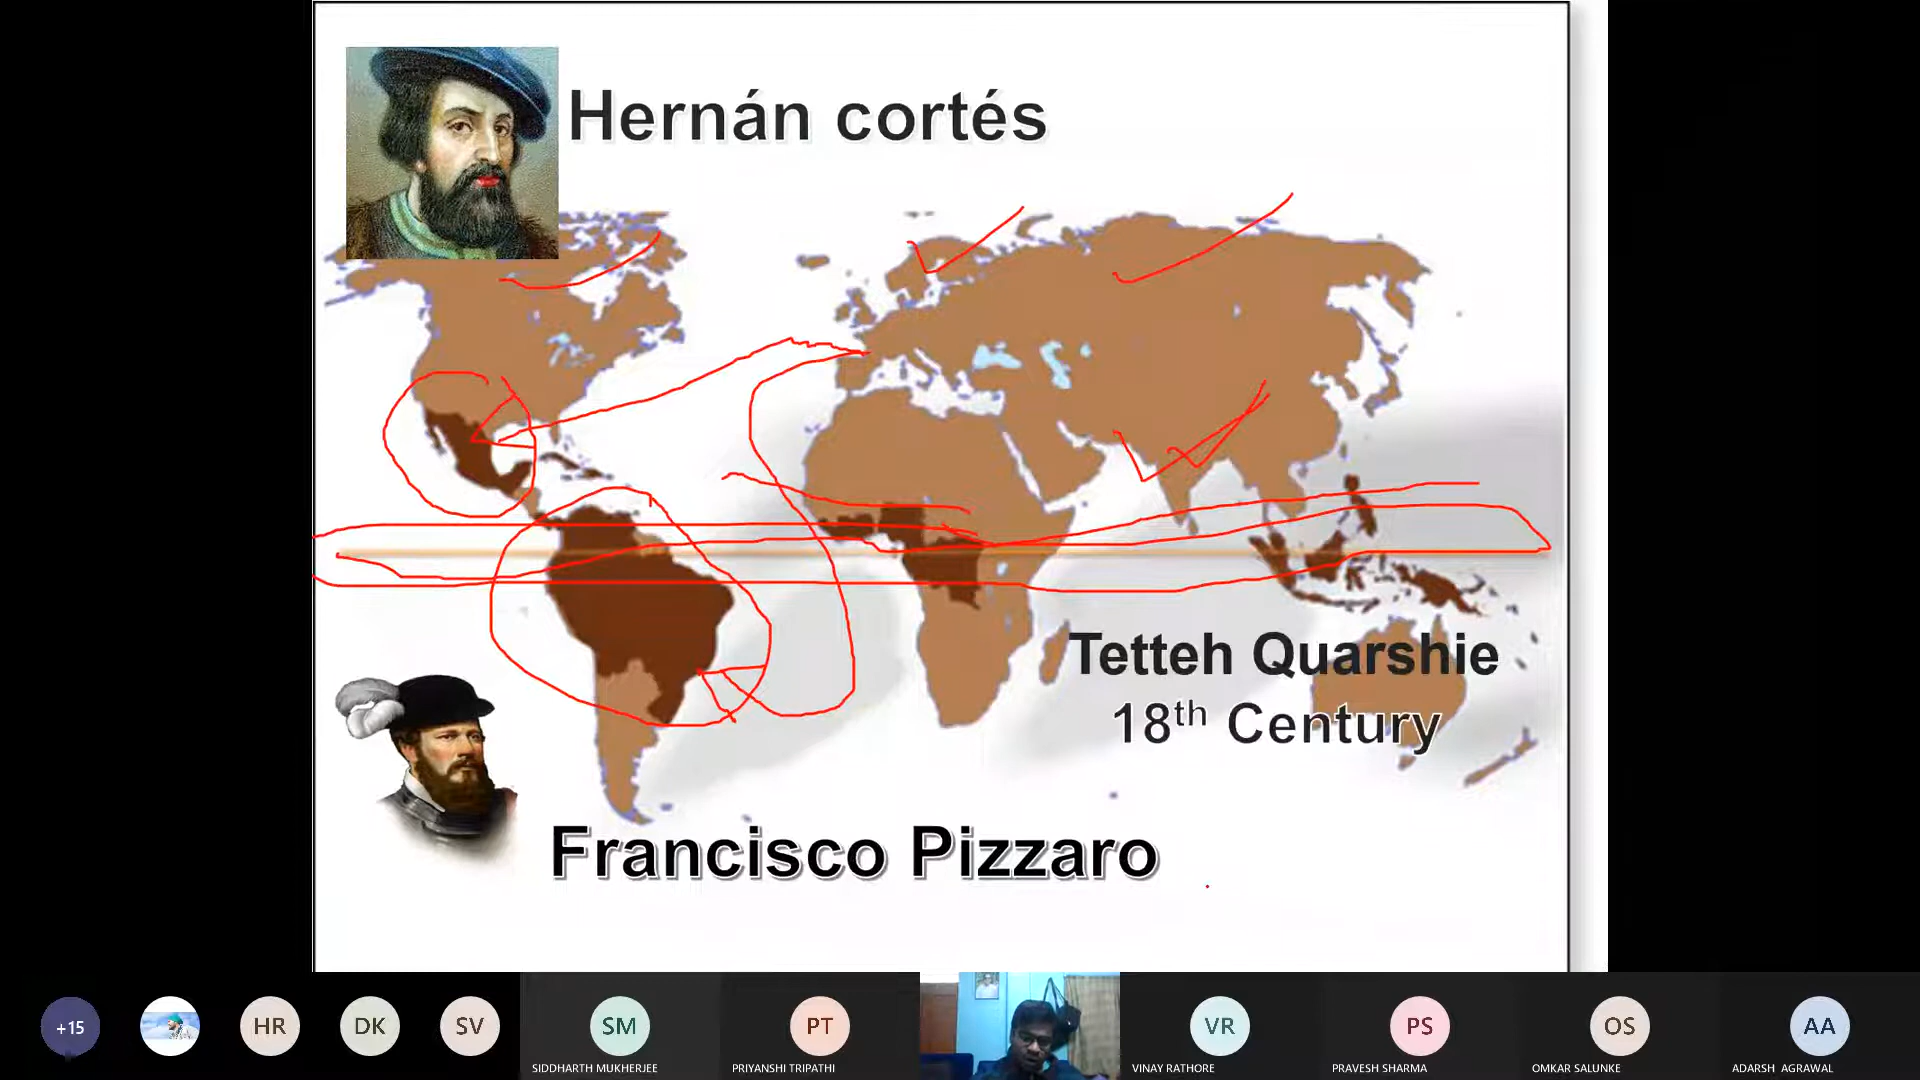 Hernán cortés
Tetteh Quarshie
18th Century
Francisco Pizzaro
+15
HR
DK
SV
SM
SIDDHARTH MUKHERJEE
PT
PRIYANSHI TRIPATHI
VR
VINAY RATHORE
PS
PRAVESH SHARMA
OS
OMKAR SALUNKE
AA
ADARSH AGRAWAL